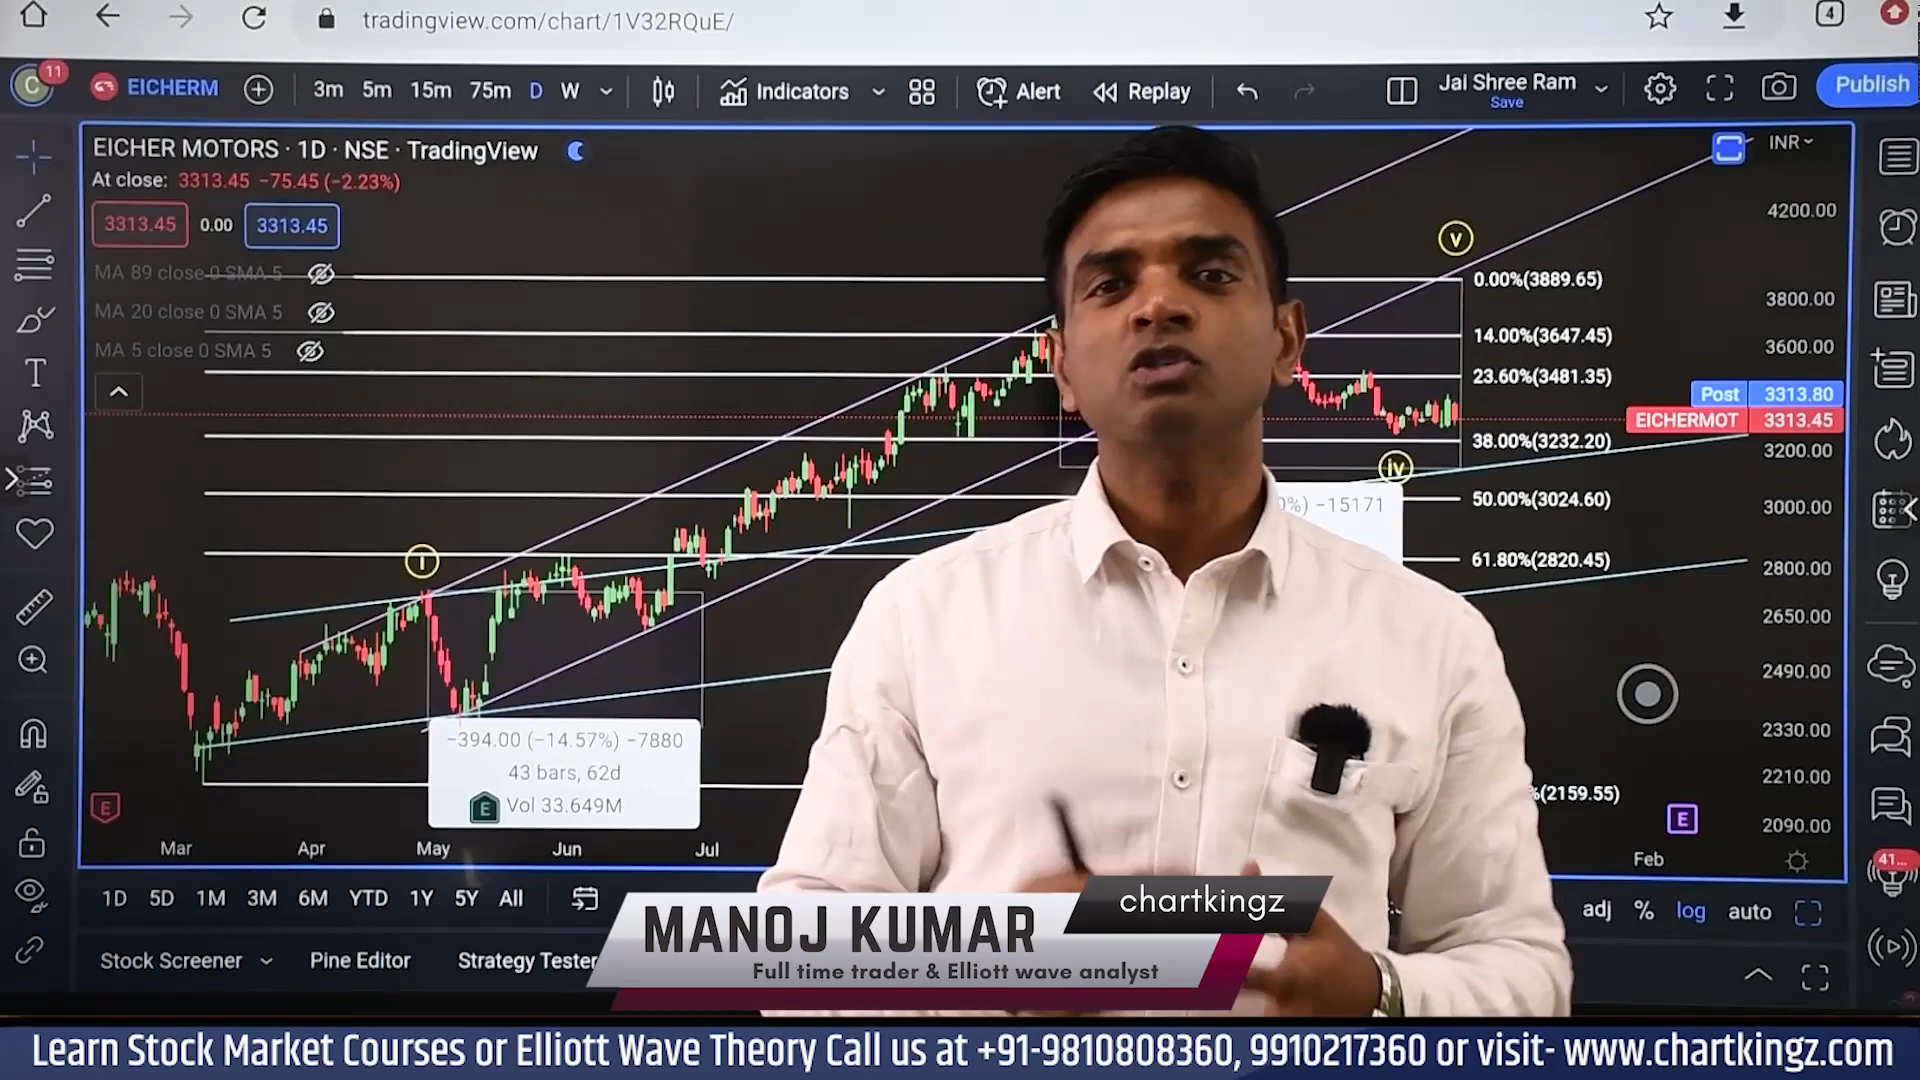 tradingview.com/chart/1V32RQuE/
4
11
C
EICHERM
3m 5m 15m 75m D W
Indicators
Alert
Replay
Jai Shree Ram
Save
Publish
EICHER MOTORS · 1D · NSE · TradingView
INR
At close: 3313.45 −75.45 (−2.23%)
3313.45 0.00 3313.45
MA 89 close 0 SMA 5
MA 20 close 0 SMA 5
MA 5 close 0 SMA 5
4200.00
v
0.00%(3889.65)
3800.00
14.00%(3647.45)
3600.00
23.60%(3481.35)
Post 3313.80
EICHERMOT 3313.45
38.00%(3232.20)
3200.00
iv
50.00%(3024.60)
3000.00
0%) −15171
i
61.80%(2820.45)
2800.00
2650.00
2490.00
2330.00
2210.00
2090.00
−394.00 (−14.57%) −7880
43 bars, 62d
E Vol 33.649M
%(2159.55)
E
E
Mar Apr May Jun Jul Feb
41...
1D 5D 1M 3M 6M YTD 1Y 5Y All
adj % log auto
Stock Screener
Pine Editor
Strategy Tester
chartkingz
MANOJ KUMAR
Full time trader & Elliott wave analyst
Learn Stock Market Courses or Elliott Wave Theory Call us at +91-9810808360, 9910217360 or visit- www.chartkingz.com